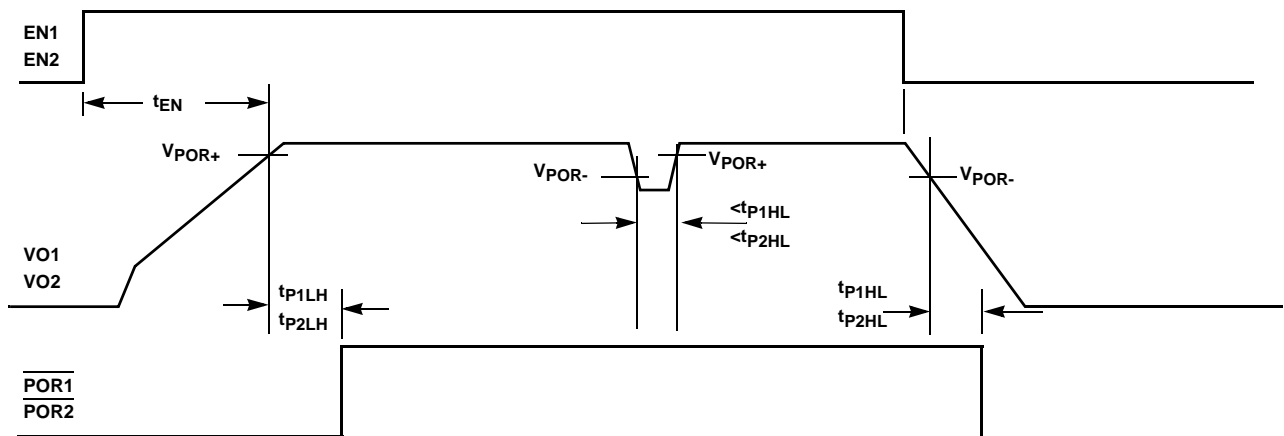 EN1
EN2
tEN
VPOR+
VPOR-
VPOR+
VPOR-
<tP1HL
<tP2HL
VO1
VO2
tP1LH
tP2LH
tP1HL
tP2HL
POR1
POR2